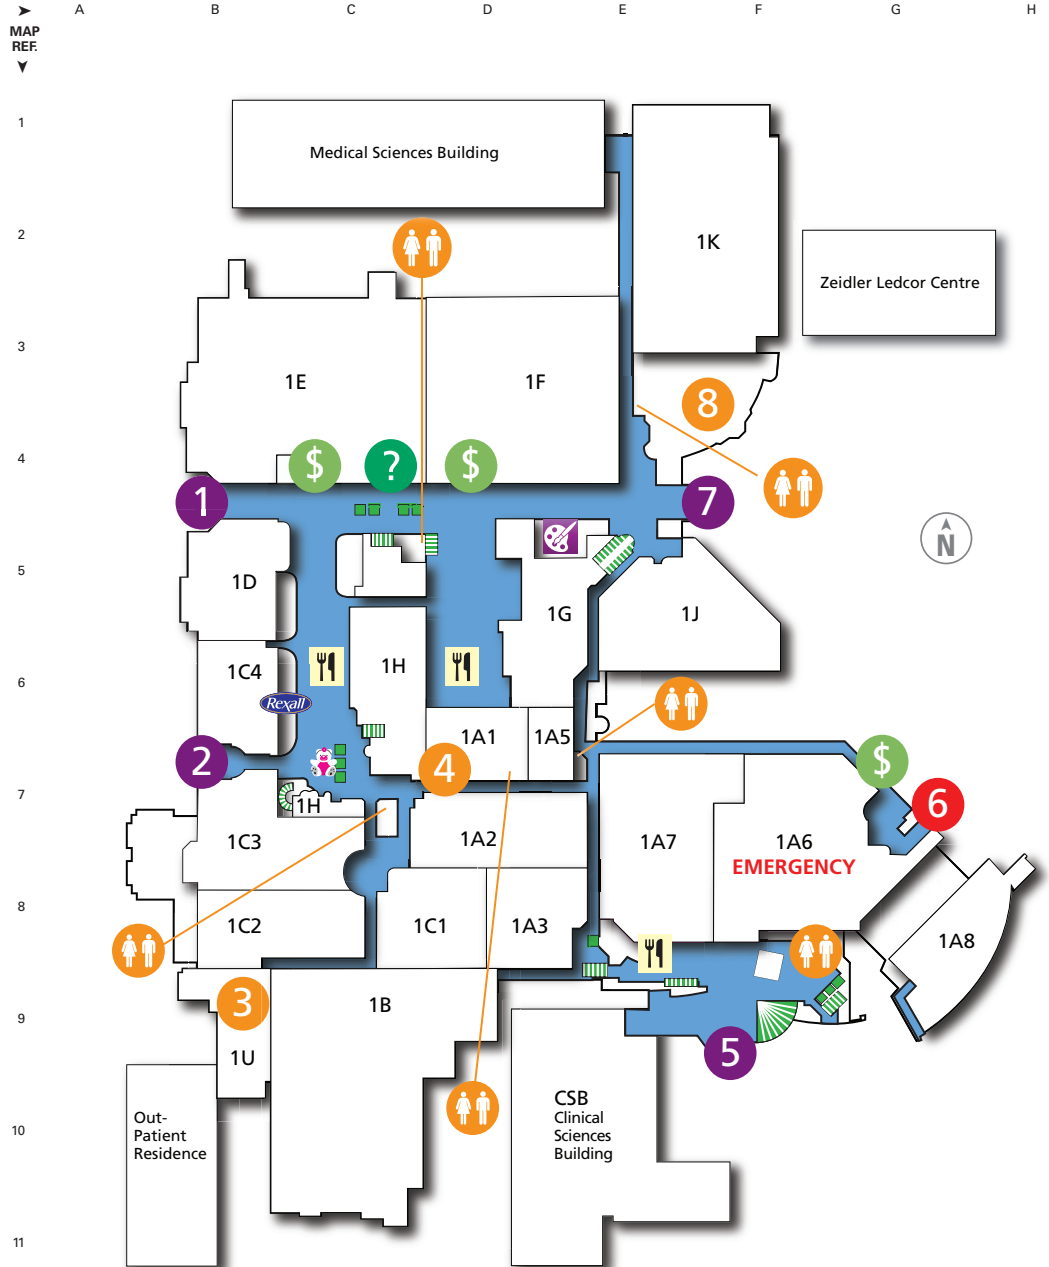 A B C D E F G H
MAP
REF.
1
Medical Sciences Building
2
1K
Zeidler Ledcor Centre
3
1E
1F
8
4
$
?
$
1
7
N
5
1D
1G
1J
1H
6
1C4
Rexall
1A1
1A5
2
4
$
7
1H
6
1C3
1A2
1A7
1A6
EMERGENCY
8
1C2
1C1
1A3
1A8
3
1B
9
1U
5
CSB
Clinical
Sciences
Building
Out-
Patient
Residence
10
11